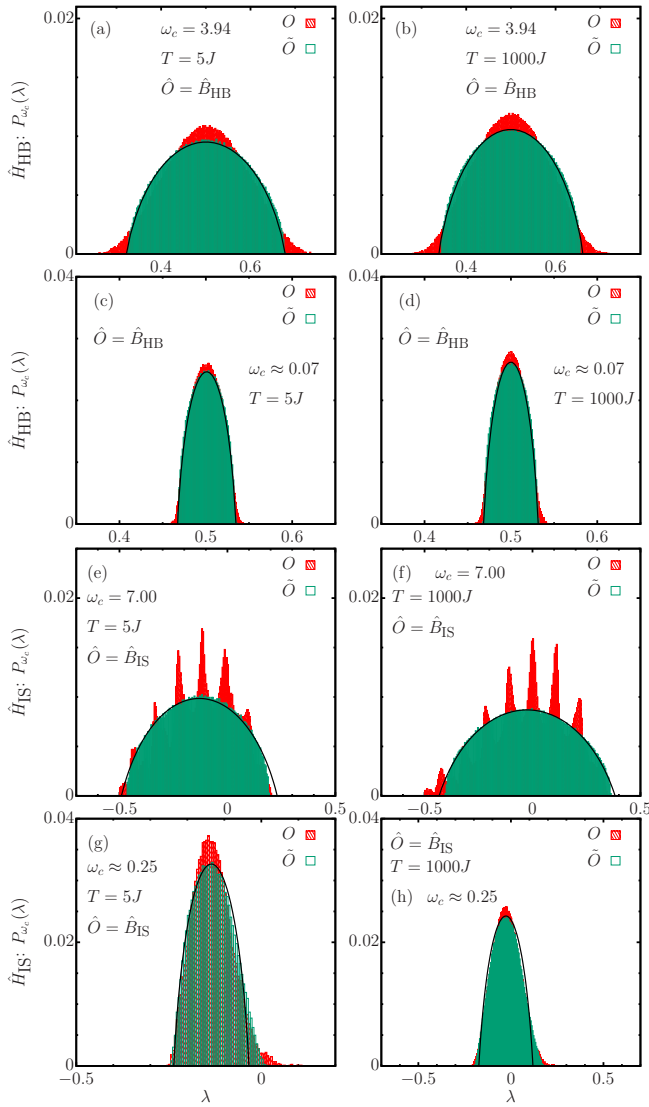 0.02
(a)
ω_c = 3.94
T = 5J
Ô = B̂_HB
O
Õ
Ĥ_HB: P_{ω_c}(λ)
0
0.4
0.6
(b)
ω_c = 3.94
T = 1000J
Ô = B̂_HB
O
Õ
0.02
0
0.4
0.6
0.04
(c)
Ô = B̂_HB
O
Õ
ω_c ≈ 0.07
T = 5J
Ĥ_HB: P_{ω_c}(λ)
0
0.4
0.5
0.6
0.04
(d)
Ô = B̂_HB
O
Õ
ω_c ≈ 0.07
T = 1000J
0
0.4
0.5
0.6
(e)
ω_c = 7.00
T = 5J
Ô = B̂_IS
O
Õ
0.02
Ĥ_IS: P_{ω_c}(λ)
0
−0.5
0
0.5
(f)
ω_c = 7.00
T = 1000J
Ô = B̂_IS
O
Õ
0.02
0
−0.5
0
0.5
0.04
(g)
ω_c ≈ 0.25
T = 5J
Ô = B̂_IS
O
Õ
0.02
Ĥ_IS: P_{ω_c}(λ)
0
−0.5
0
λ
0.04
Ô = B̂_IS
T = 1000J
(h) ω_c ≈ 0.25
O
Õ
0.02
0
−0.5
0
0.5
λ